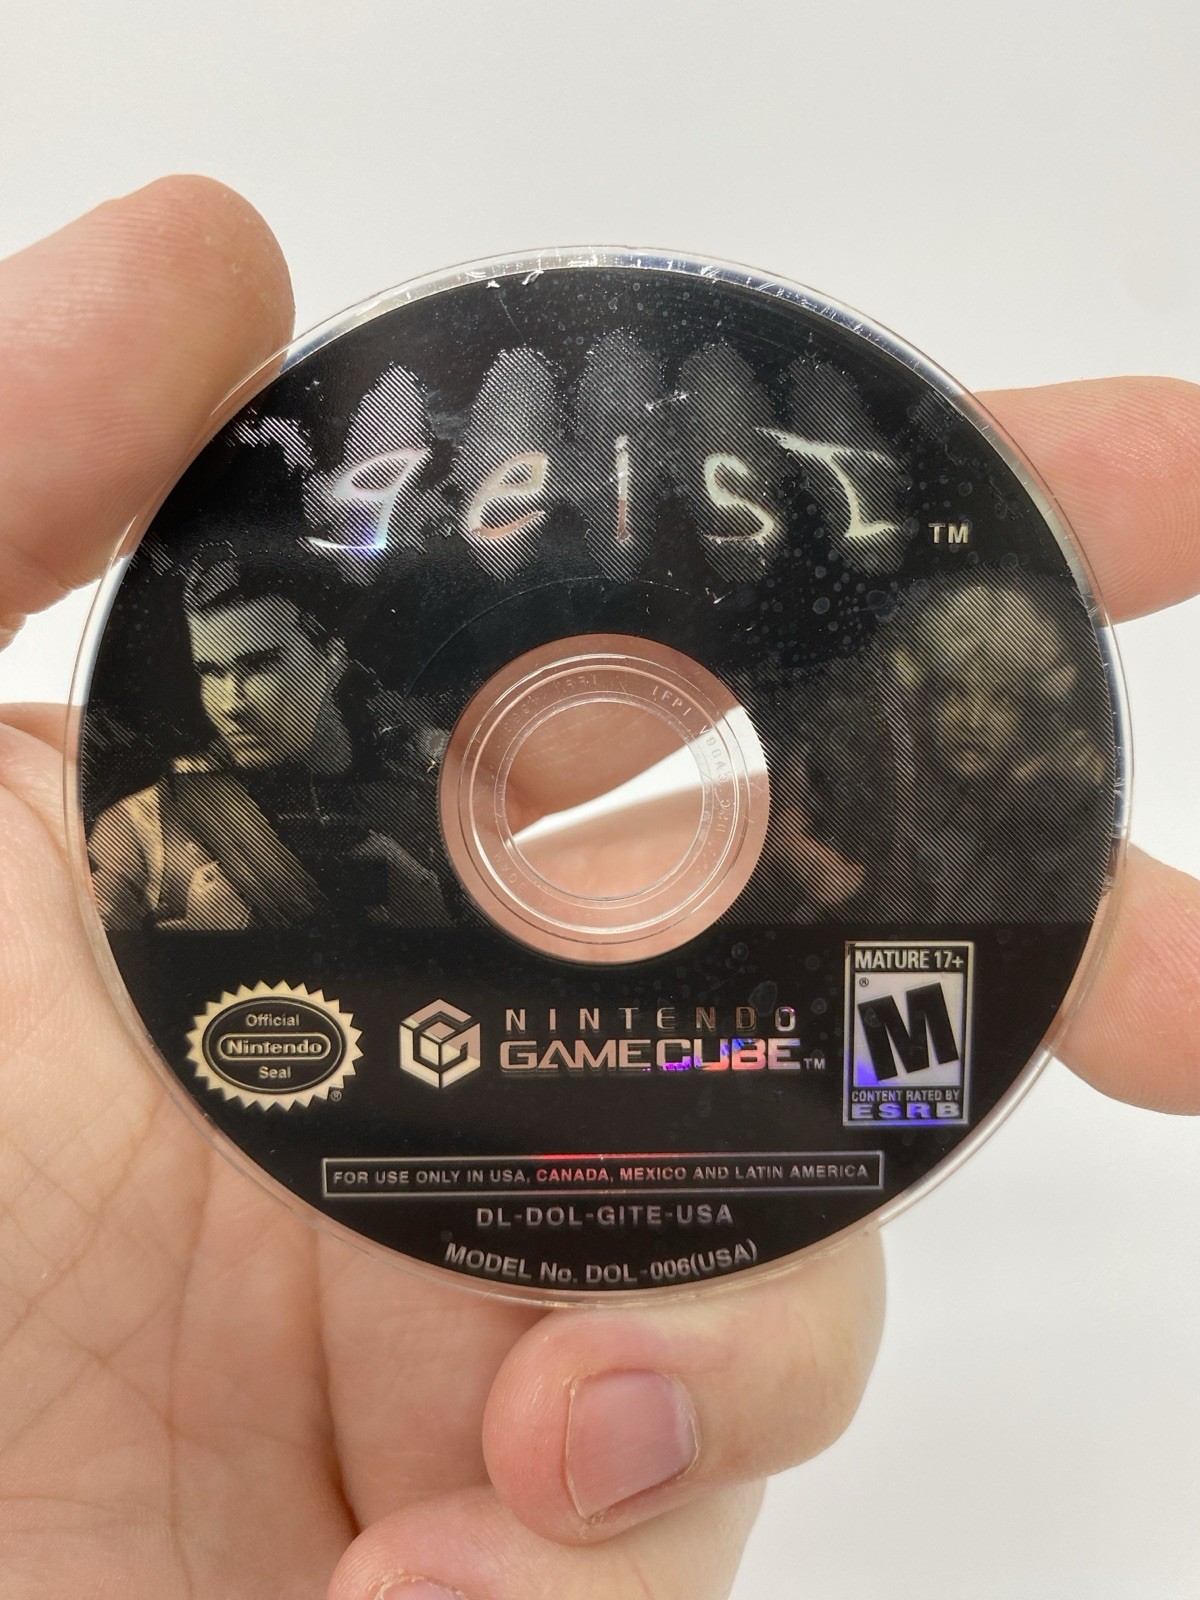 geist TM
IFPI
Official
Nintendo
Seal
®
NINTENDO
GAMECUBE TM
MATURE 17+
®
M
CONTENT RATED BY
ESRB
FOR USE ONLY IN USA, CANADA, MEXICO AND LATIN AMERICA
DL-DOL-GITE-USA
MODEL No. DOL-006(USA)